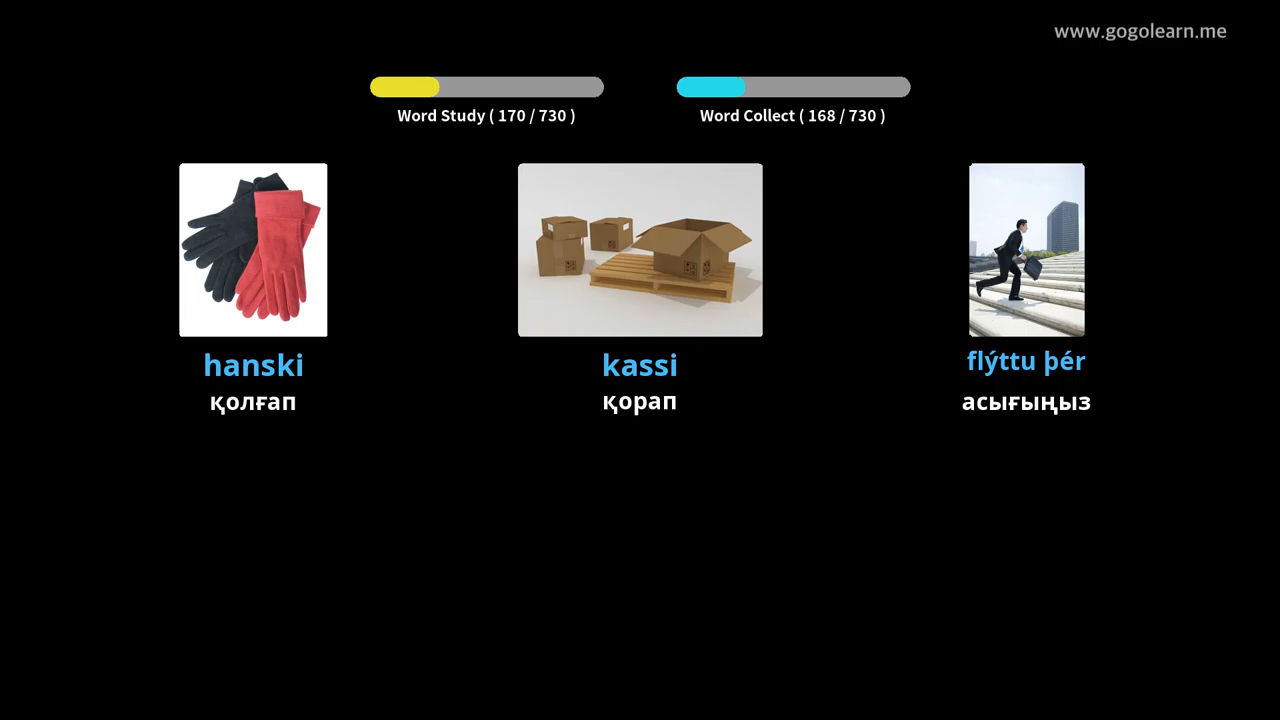 www.gogolearn.me
Word Study ( 170 / 730 )
Word Collect ( 168 / 730 )
hanski
қолғап
kassi
қорап
flýttu þér
асығыңыз